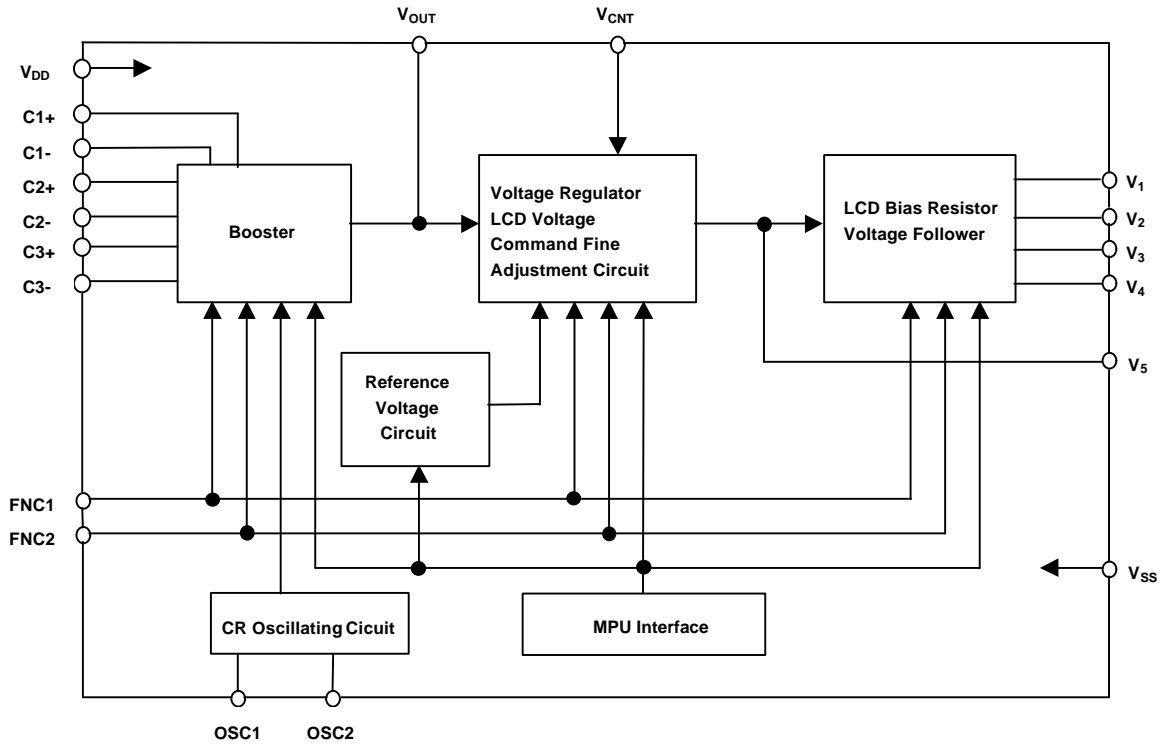 VOUT
VCNT
VDD
C1+
C1-
C2+
C2-
C3+
C3-
Booster
Voltage Regulator
LCD Voltage
Command Fine
Adjustment Circuit
LCD Bias Resistor
Voltage Follower
V1
V2
V3
V4
V5
Reference
Voltage
Circuit
FNC1
FNC2
VSS
CR Oscillating Cicuit
MPU Interface
OSC1
OSC2